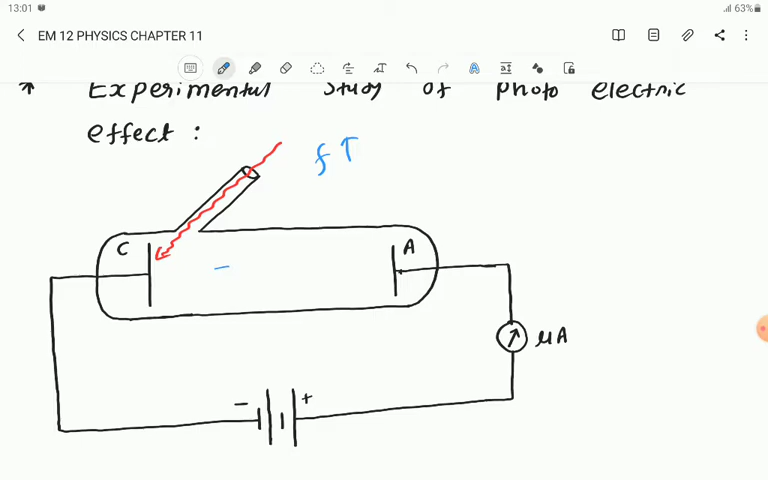 13:01
63%
EM 12 PHYSICS CHAPTER 11
Experimental study of photo electric
effect :
f↑
C
A
μA
− +